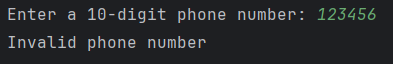 Enter a 10-digit phone number: 123456
Invalid phone number